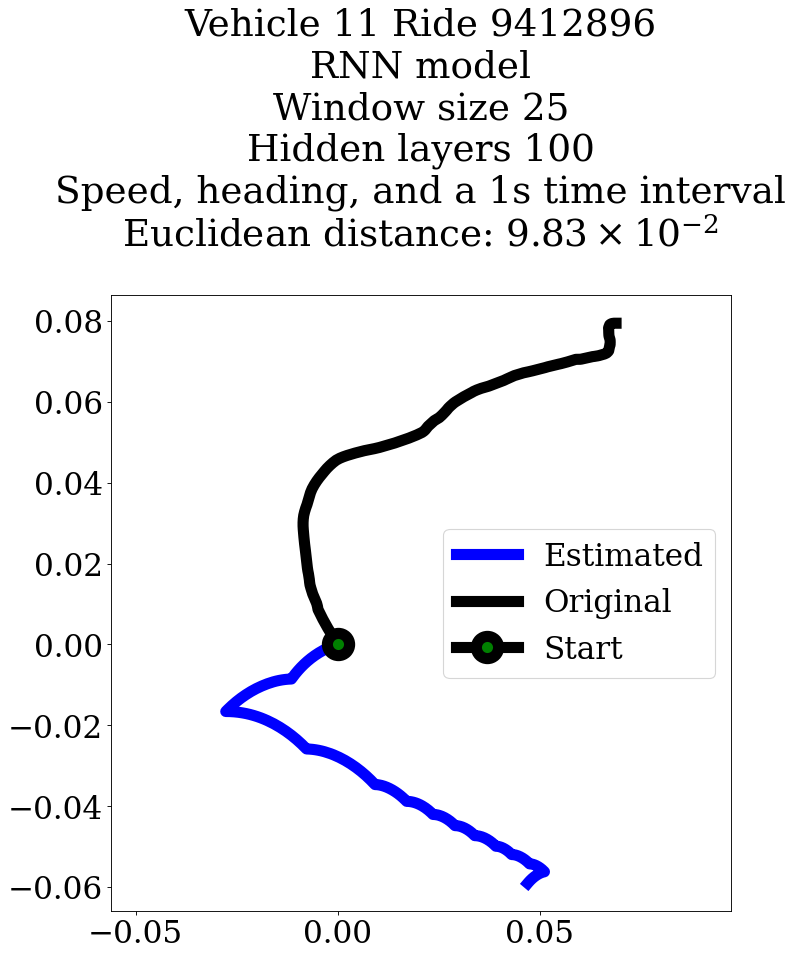 Vehicle 11 Ride 9412896
RNN model
Window size 25
Hidden layers 100
Speed, heading, and a 1s time interval
Euclidean distance: 9.83 × 10⁻²
0.08
0.06
0.04
0.02
0.00
−0.02
−0.04
−0.06
Estimated
Original
Start
−0.05
0.00
0.05